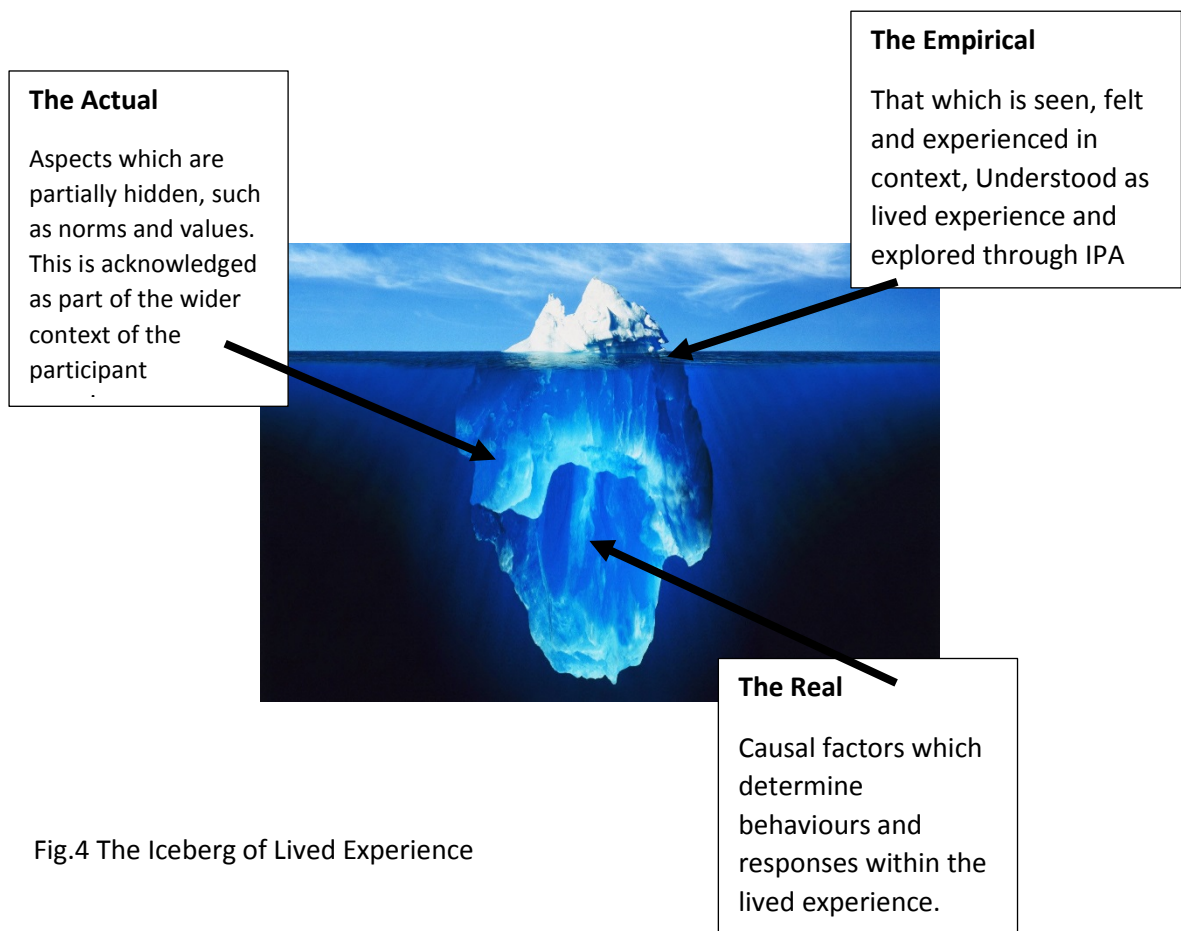 The Empirical
That which is seen, felt
and experienced in
context, Understood as
lived experience and
explored through IPA
The Actual
Aspects which are
partially hidden, such
as norms and values.
This is acknowledged
as part of the wider
context of the
participant
The Real
Causal factors which
determine
behaviours and
responses within the
lived experience.
Fig.4 The Iceberg of Lived Experience